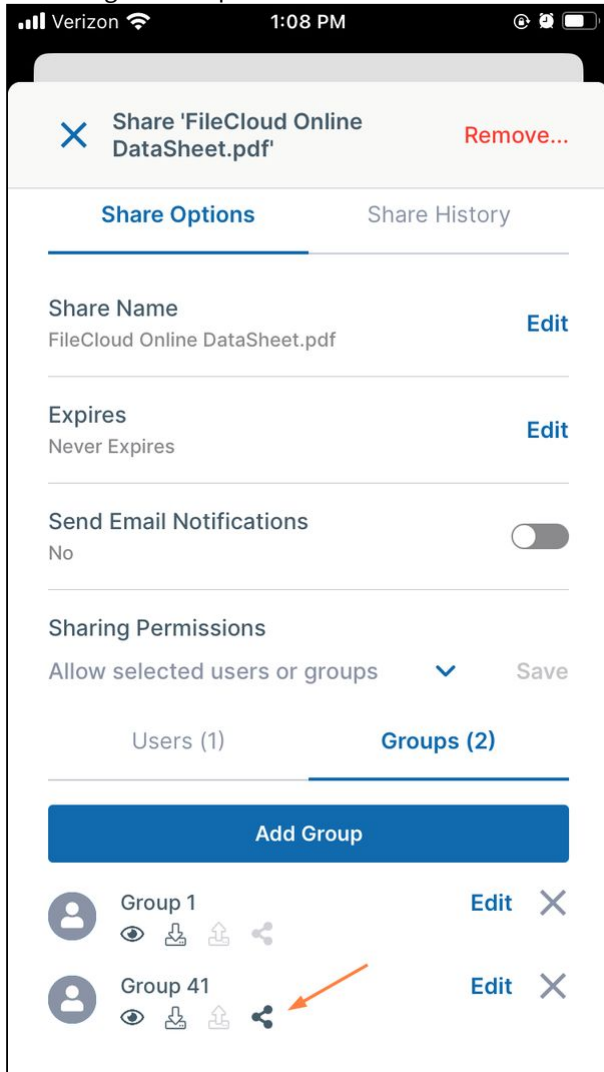 Verizon 1:08 PM
Share 'FileCloud Online
DataSheet.pdf'
Remove...
Share Options Share History
Share Name
FileCloud Online DataSheet.pdf
Edit
Expires
Never Expires
Edit
Send Email Notifications
No
Sharing Permissions
Allow selected users or groups Save
Users (1) Groups (2)
Add Group
Group 1 Edit
Group 41 Edit